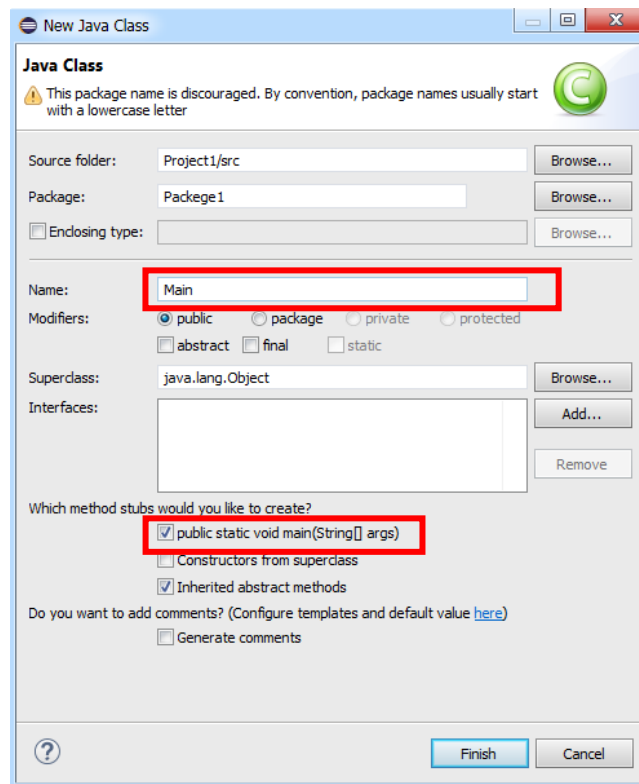 New Java Class
Java Class
This package name is discouraged. By convention, package names usually start
with a lowercase letter
Source folder: Project1/src Browse...
Package: Packege1 Browse...
Enclosing type: Browse...
Name: Main
Modifiers: public package private protected
abstract final static
Superclass: java.lang.Object Browse...
Interfaces: Add...
Remove
Which method stubs would you like to create?
public static void main(String[] args)
Constructors from superclass
Inherited abstract methods
Do you want to add comments? (Configure templates and default value here)
Generate comments
? Finish Cancel